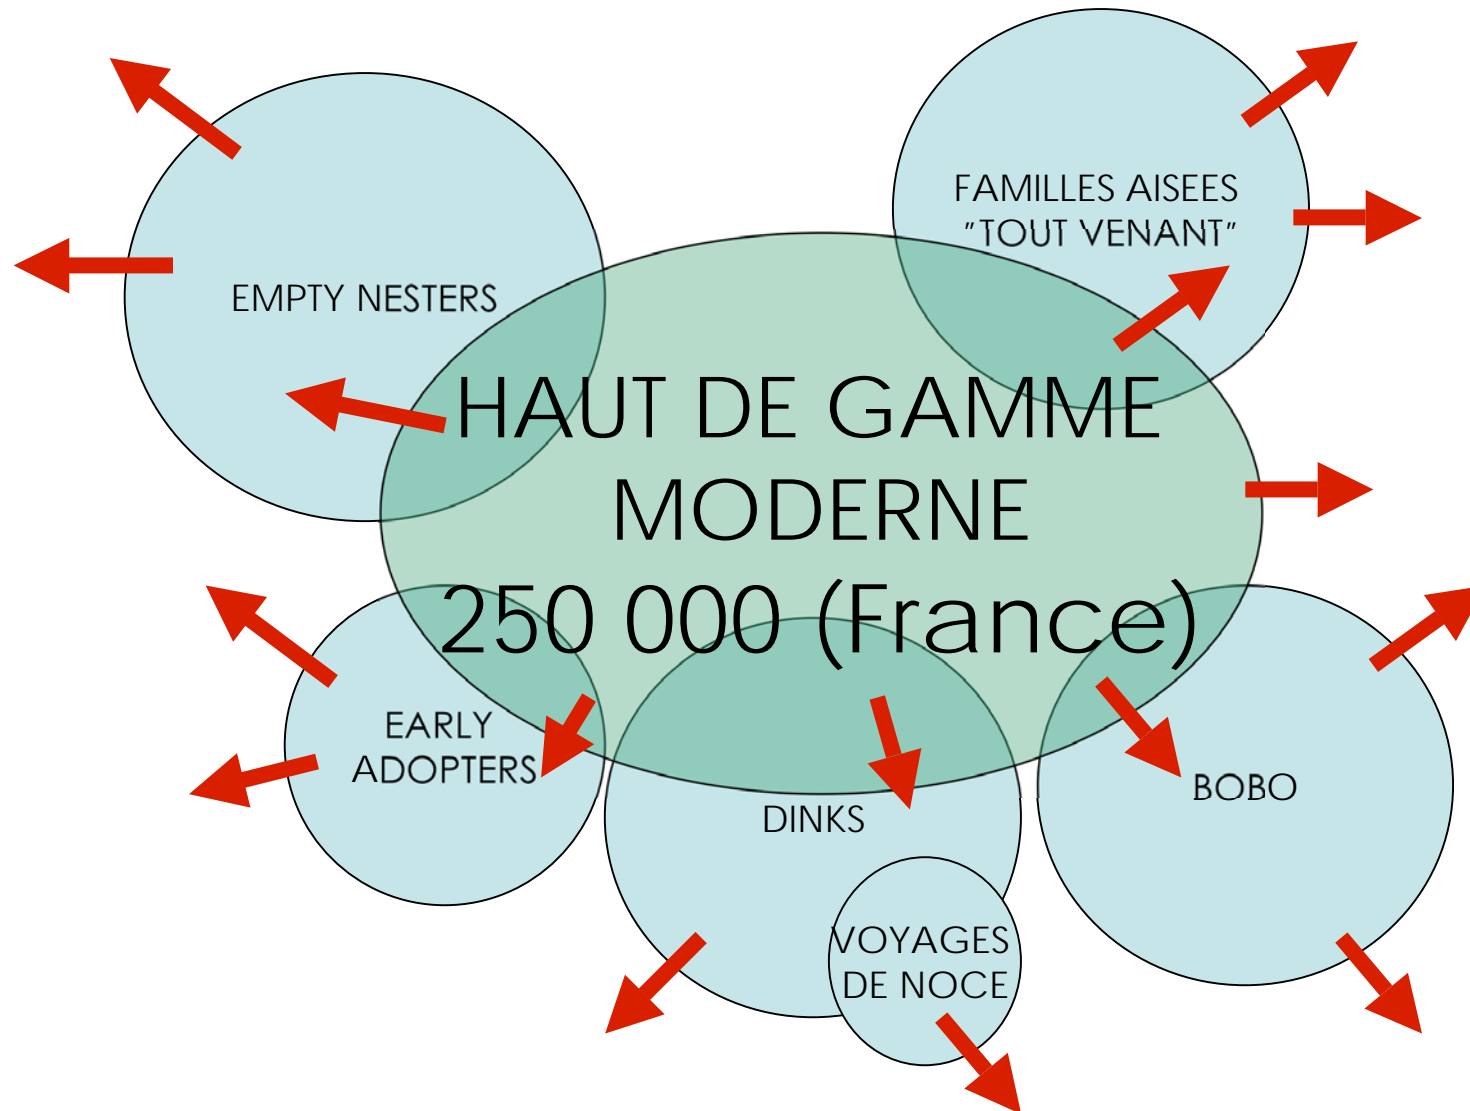 FAMILLES AISEES
"TOUT VENANT"
EMPTY NESTERS
HAUT DE GAMME
MODERNE
250 000 (France)
EARLY
ADOPTERS
DINKS
BOBO
VOYAGES
DE NOCE